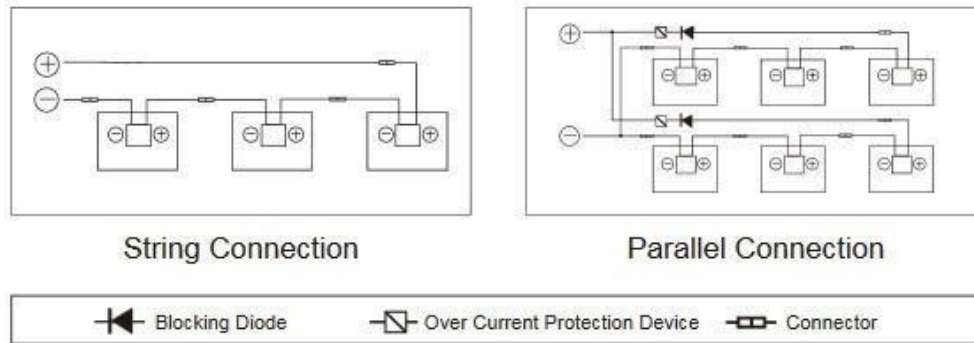 String Connection
Parallel Connection
Blocking Diode
Over Current Protection Device
Connector